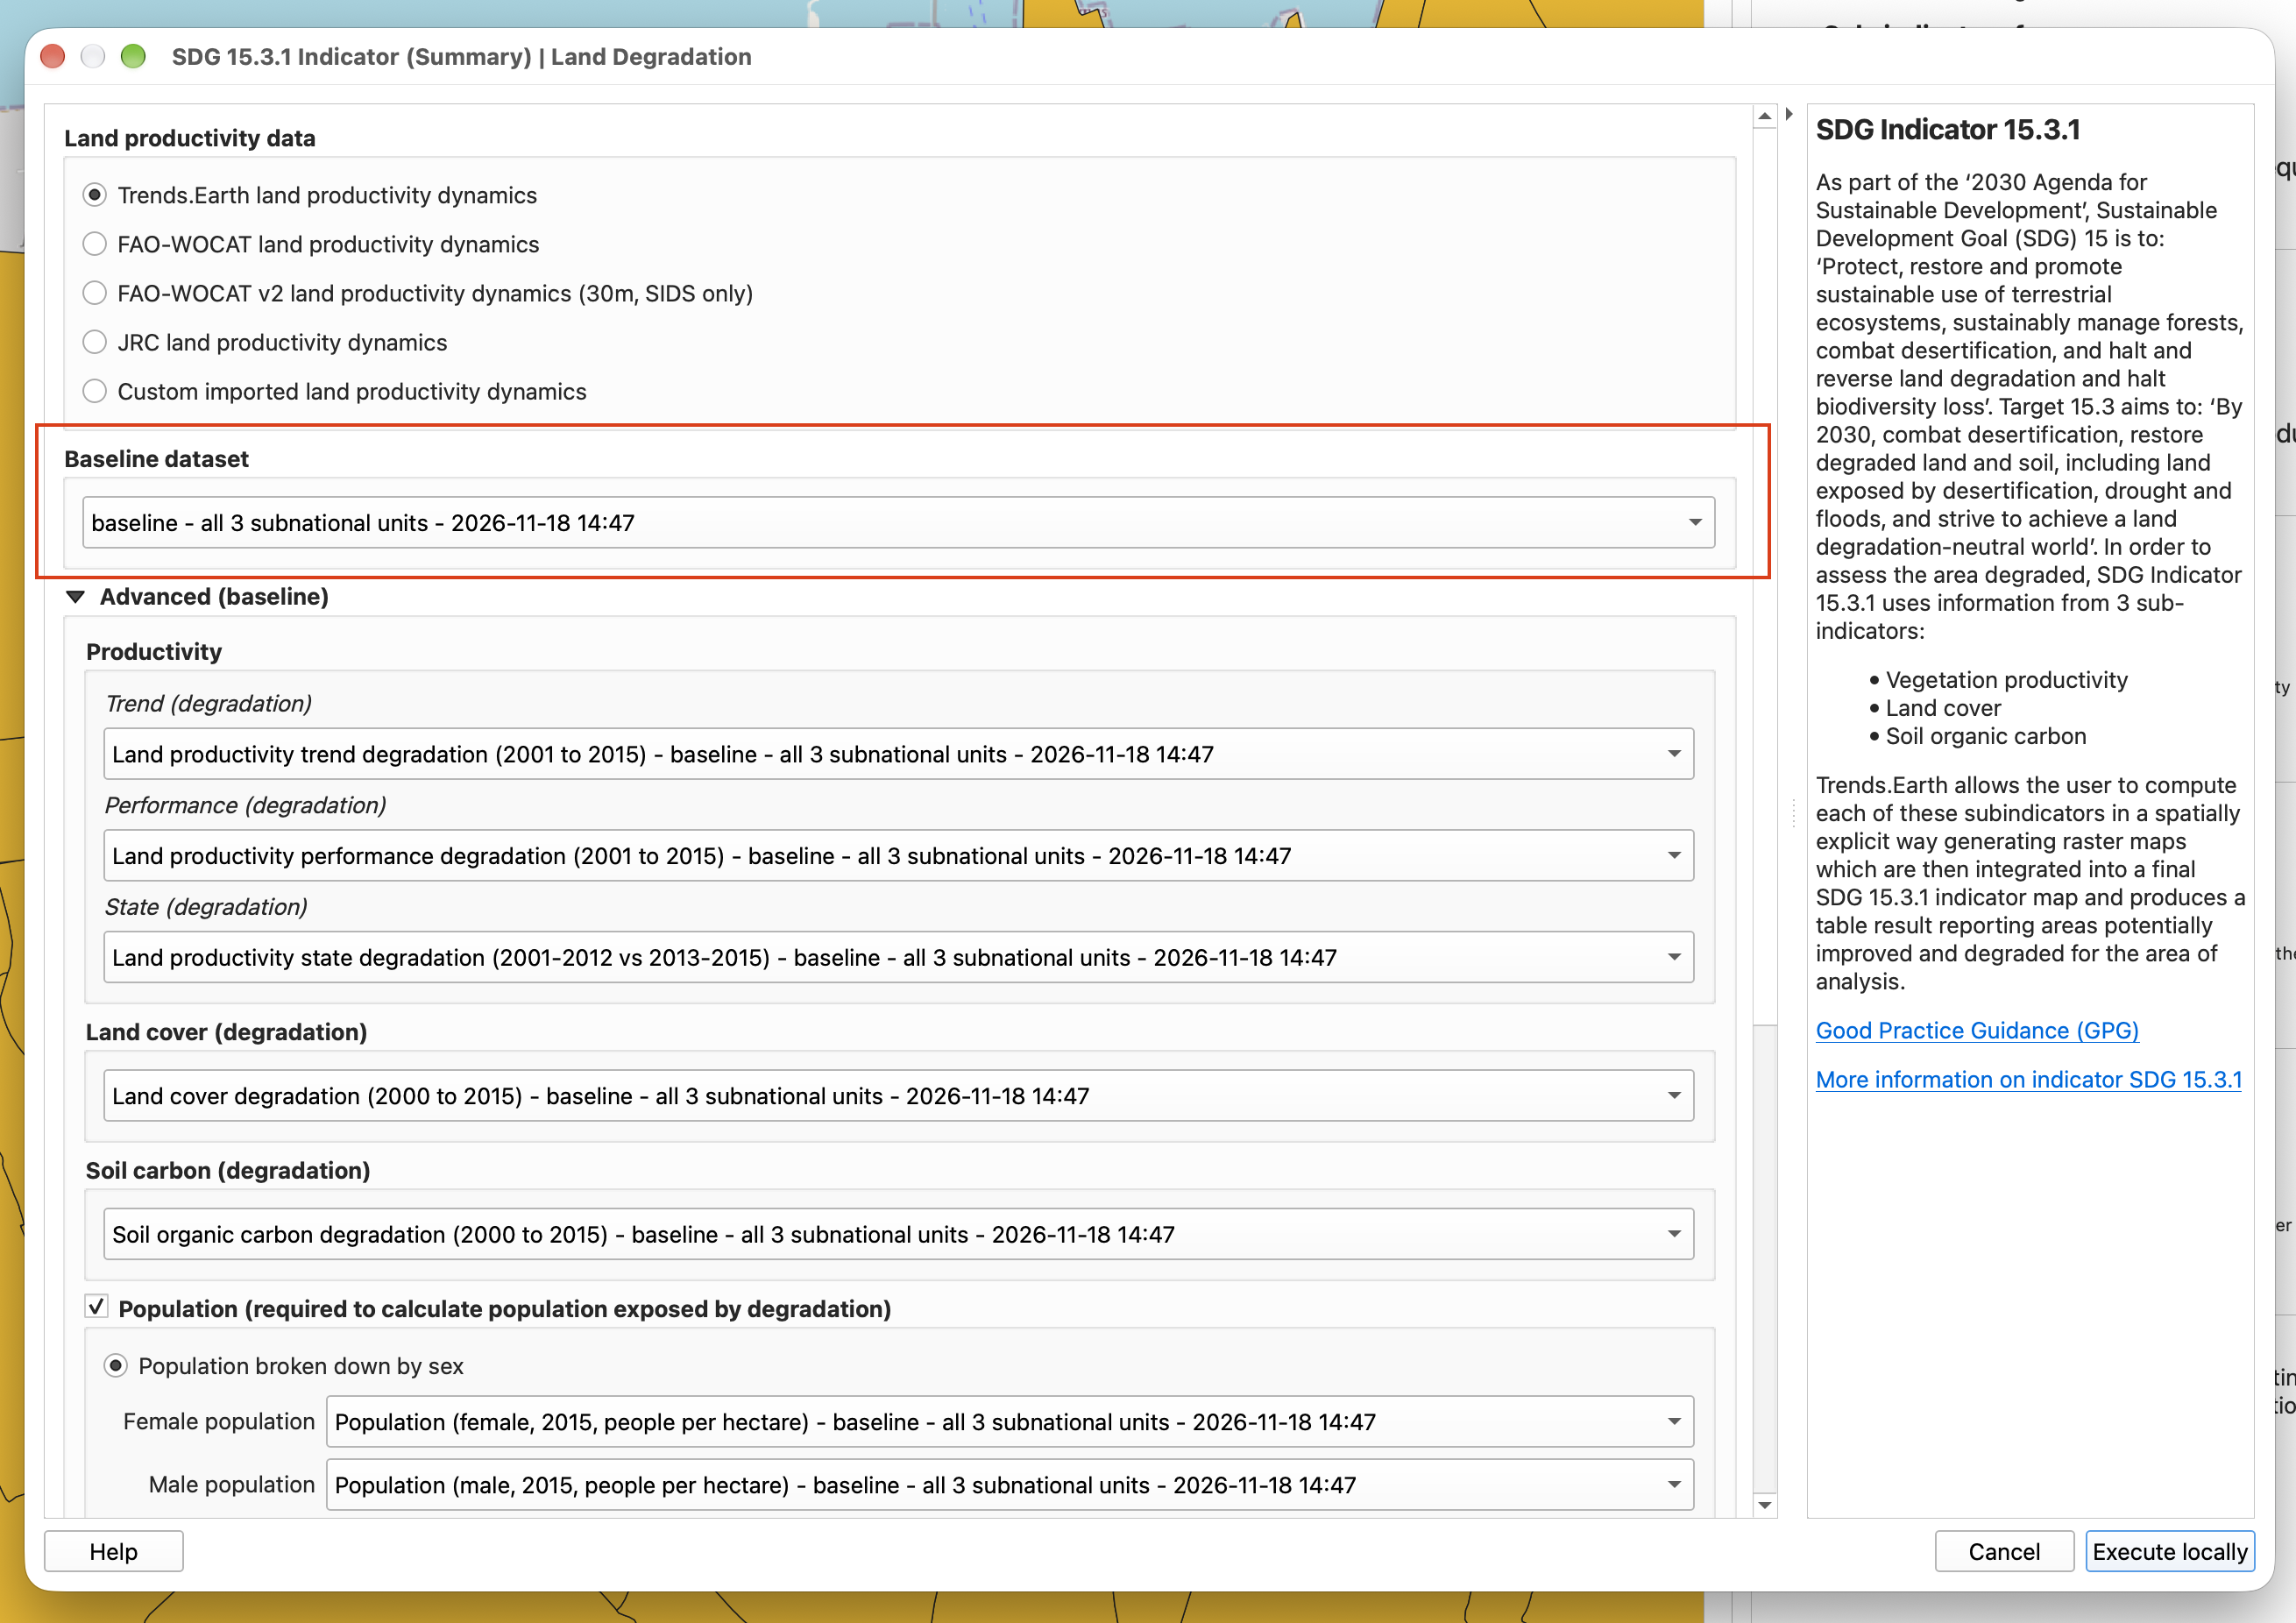 SDG 15.3.1 Indicator (Summary) | Land Degradation
Land productivity data
Trends.Earth land productivity dynamics
FAO-WOCAT land productivity dynamics
FAO-WOCAT v2 land productivity dynamics (30m, SIDS only)
JRC land productivity dynamics
Custom imported land productivity dynamics
Baseline dataset
baseline - all 3 subnational units - 2026-11-18 14:47
Advanced (baseline)
Productivity
Trend (degradation)
Land productivity trend degradation (2001 to 2015) - baseline - all 3 subnational units - 2026-11-18 14:47
Performance (degradation)
Land productivity performance degradation (2001 to 2015) - baseline - all 3 subnational units - 2026-11-18 14:47
State (degradation)
Land productivity state degradation (2001-2012 vs 2013-2015) - baseline - all 3 subnational units - 2026-11-18 14:47
Land cover (degradation)
Land cover degradation (2000 to 2015) - baseline - all 3 subnational units - 2026-11-18 14:47
Soil carbon (degradation)
Soil organic carbon degradation (2000 to 2015) - baseline - all 3 subnational units - 2026-11-18 14:47
Population (required to calculate population exposed by degradation)
Population broken down by sex
Female population
Population (female, 2015, people per hectare) - baseline - all 3 subnational units - 2026-11-18 14:47
Male population
Population (male, 2015, people per hectare) - baseline - all 3 subnational units - 2026-11-18 14:47
SDG Indicator 15.3.1
As part of the ‘2030 Agenda for
Sustainable Development’, Sustainable
Development Goal (SDG) 15 is to:
‘Protect, restore and promote
sustainable use of terrestrial
ecosystems, sustainably manage forests,
combat desertification, and halt and
reverse land degradation and halt
biodiversity loss’. Target 15.3 aims to: ‘By
2030, combat desertification, restore
degraded land and soil, including land
exposed by desertification, drought and
floods, and strive to achieve a land
degradation-neutral world’. In order to
assess the area degraded, SDG Indicator
15.3.1 uses information from 3 sub-
indicators:
• Vegetation productivity
• Land cover
• Soil organic carbon
Trends.Earth allows the user to compute
each of these subindicators in a spatially
explicit way generating raster maps
which are then integrated into a final
SDG 15.3.1 indicator map and produces a
table result reporting areas potentially
improved and degraded for the area of
analysis.
Good Practice Guidance (GPG)
More information on indicator SDG 15.3.1
Help
Cancel
Execute locally